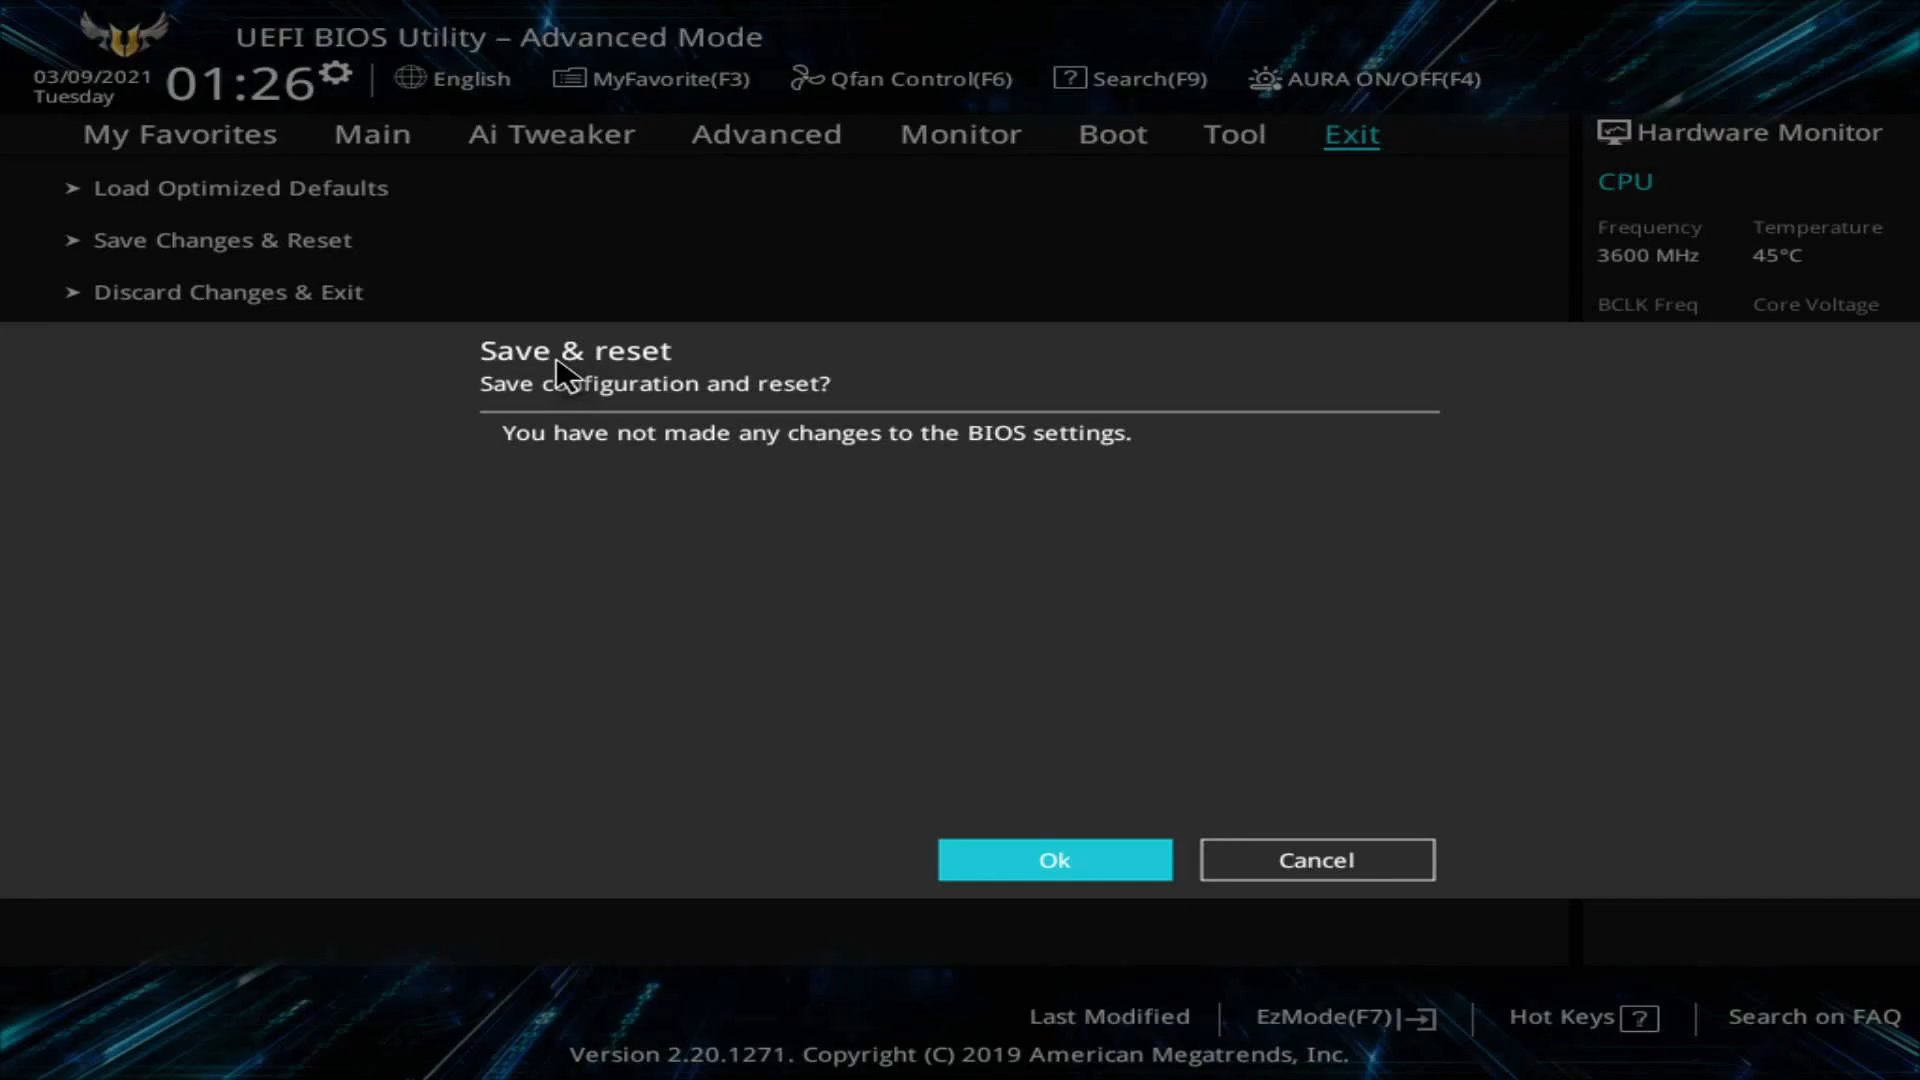 UEFI BIOS Utility – Advanced Mode
03/09/2021
Tuesday
01:26
English
MyFavorite(F3)
Qfan Control(F6)
? Search(F9)
AURA ON/OFF(F4)
My Favorites
Main
Ai Tweaker
Advanced
Monitor
Boot
Tool
Exit
Hardware Monitor
Load Optimized Defaults
Save Changes & Reset
Discard Changes & Exit
CPU
Frequency Temperature
3600 MHz 45°C
BCLK Freq Core Voltage
Save & reset
Save configuration and reset?
You have not made any changes to the BIOS settings.
Ok
Cancel
Last Modified
EzMode(F7)
Hot Keys ?
Search on FAQ
Version 2.20.1271. Copyright (C) 2019 American Megatrends, Inc.